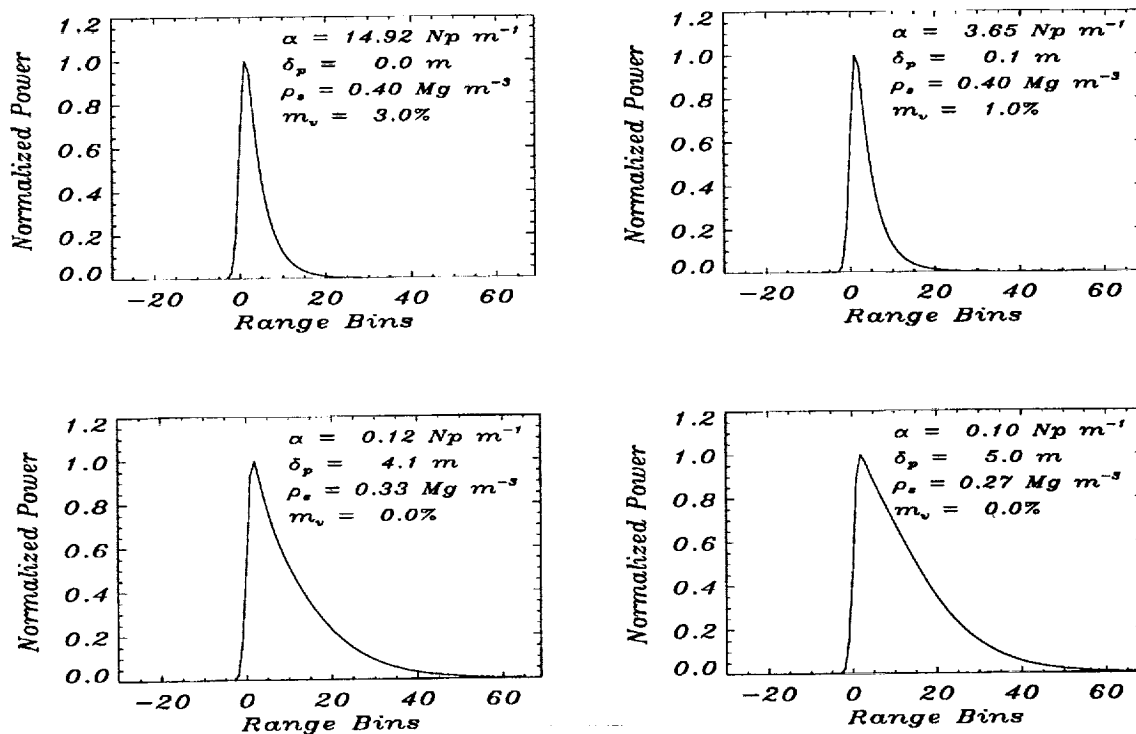 Normalized Power
1.2
1.0
0.8
0.6
0.4
0.2
0.0
α = 14.92 Np m⁻¹
δₚ = 0.0 m
ρₛ = 0.40 Mg m⁻³
mᵥ = 3.0%
−20 0 20 40 60
Range Bins
Normalized Power
1.2
1.0
0.8
0.6
0.4
0.2
0.0
α = 3.65 Np m⁻¹
δₚ = 0.1 m
ρₛ = 0.40 Mg m⁻³
mᵥ = 1.0%
−20 0 20 40 60
Range Bins
Normalized Power
1.2
1.0
0.8
0.6
0.4
0.2
0.0
α = 0.12 Np m⁻¹
δₚ = 4.1 m
ρₛ = 0.33 Mg m⁻³
mᵥ = 0.0%
−20 0 20 40 60
Range Bins
Normalized Power
1.2
1.0
0.8
0.6
0.4
0.2
0.0
α = 0.10 Np m⁻¹
δₚ = 5.0 m
ρₛ = 0.27 Mg m⁻³
mᵥ = 0.0%
−20 0 20 40 60
Range Bins